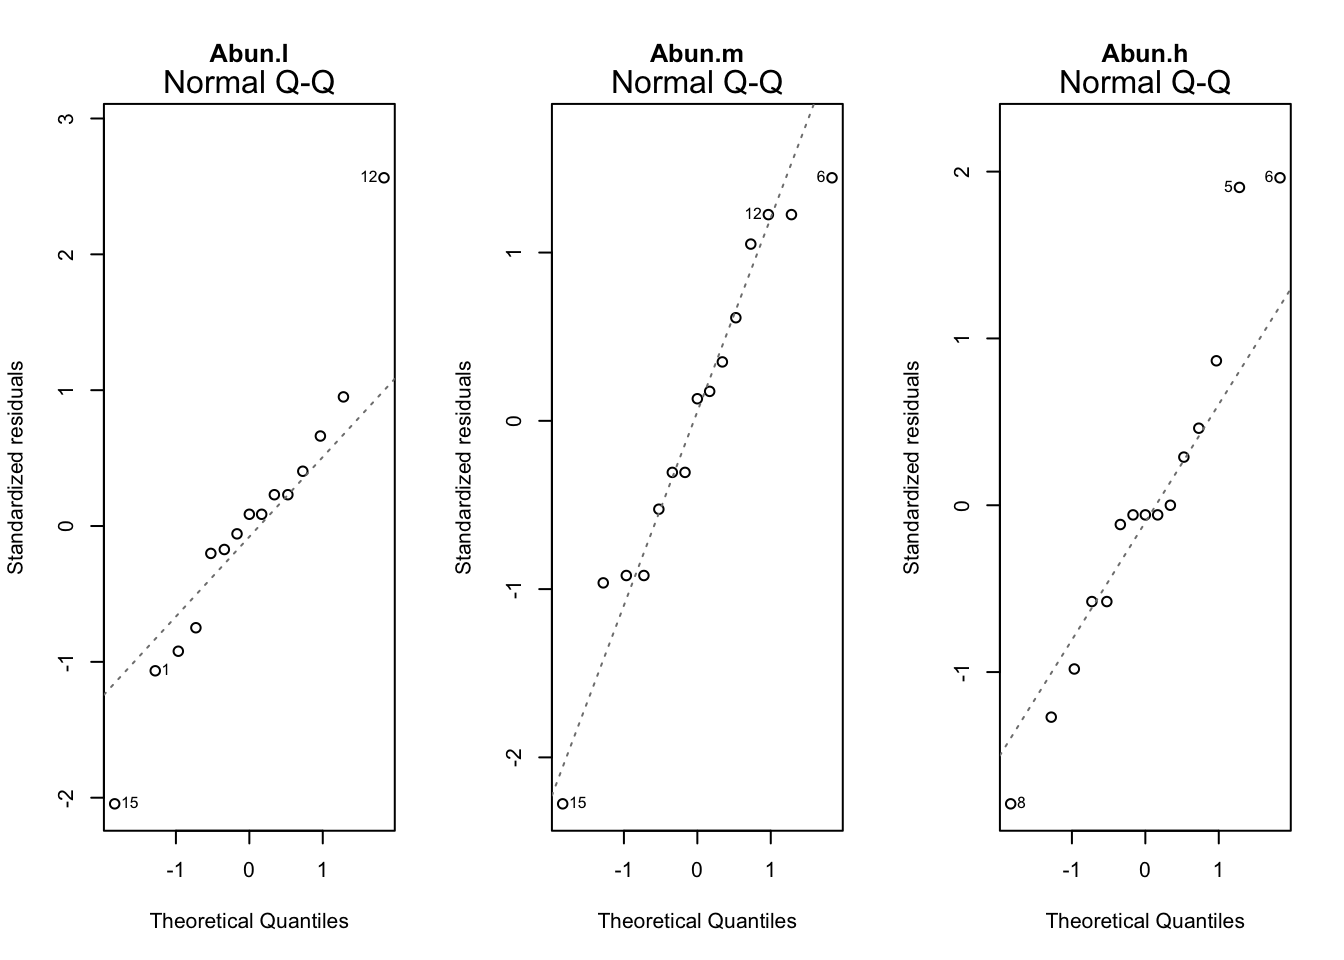 Abun.l
Normal Q-Q
Standardized residuals
3
2
1
0
-1
-2
12
1
15
-1 0 1
Theoretical Quantiles
Abun.m
Normal Q-Q
Standardized residuals
1
0
-1
-2
6
12
15
-1 0 1
Theoretical Quantiles
Abun.h
Normal Q-Q
Standardized residuals
2
1
0
-1
5
6
8
-1 0 1
Theoretical Quantiles